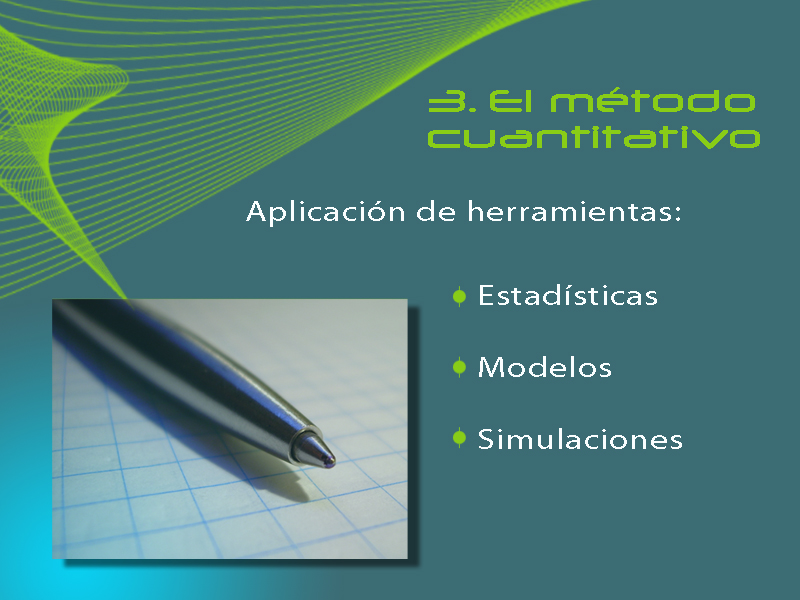 3. El método
cuantitativo
Aplicación de herramientas:
Estadísticas
Modelos
Simulaciones